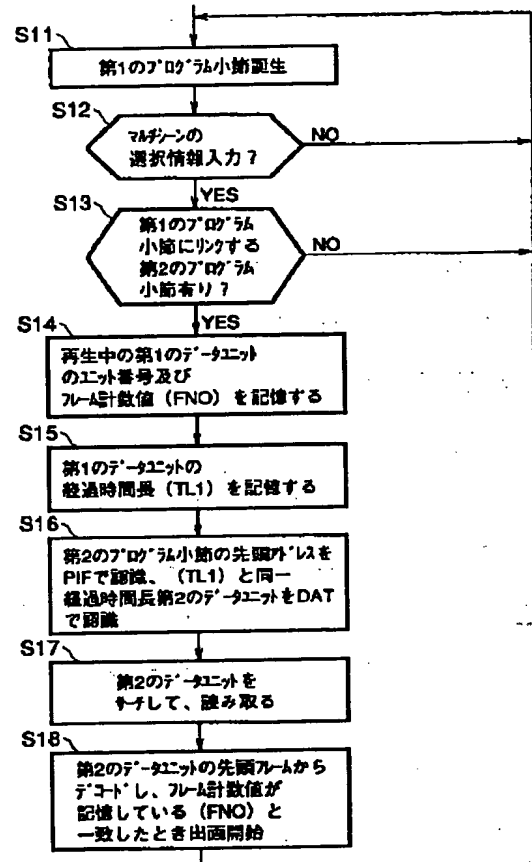 S11
第1のプログラム小節誕生
S12
マルチシーンの
選択情報入力?
NO
YES
S13
第1のプログラム
小節にリンクする
第2のプログラム
小節有り?
NO
YES
S14
再生中の第1のデータユニット
のユニット番号及び
フレーム計数値(FNO)を記憶する
S15
第1のデータユニットの
経過時間長(TL1)を記憶する
S16
第2のプログラム小節の先頭アドレスを
PIFで認識、(TL1)と同一
経過時間長第2のデータユニットをDAT
で認識
S17
第2のデータユニットを
サーチして、読み取る
S18
第2のデータユニットの先頭フレームから
デコードし、フレーム計数値が
記憶している(FNO)と
一致したとき出画開始